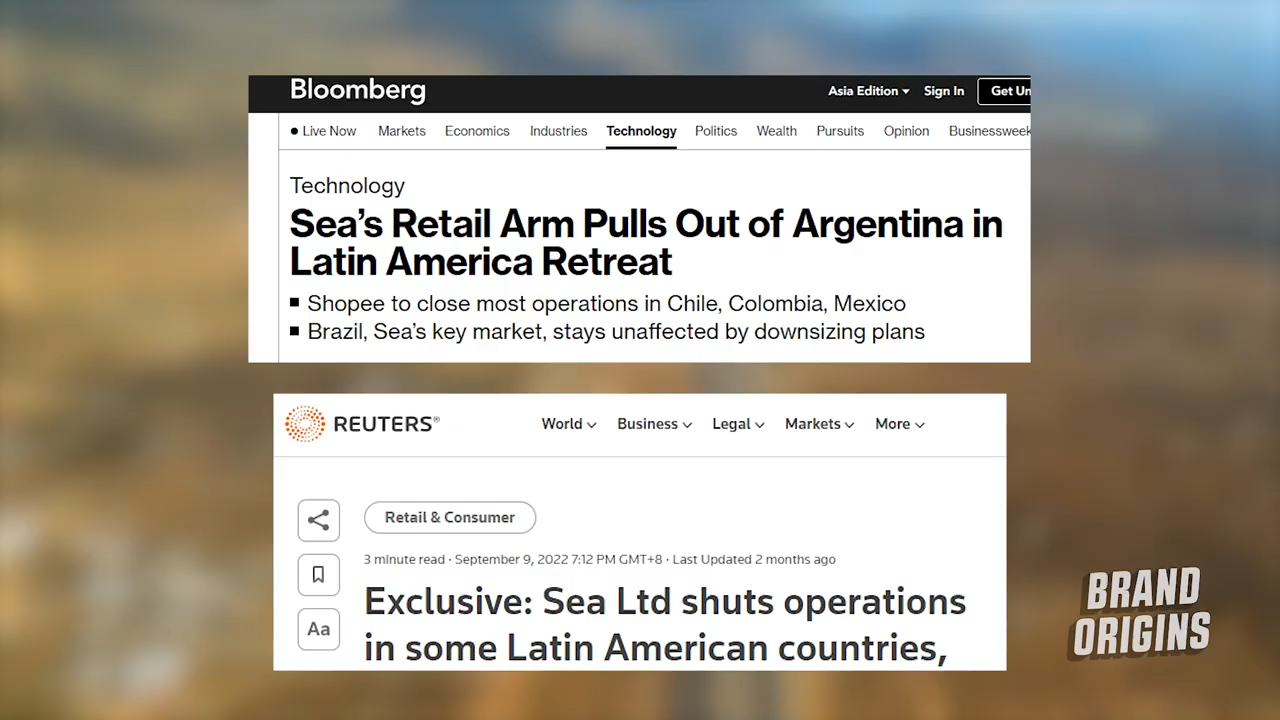 Bloomberg
Asia Edition Sign In Get Un
Live Now Markets Economics Industries Technology Politics Wealth Pursuits Opinion Businessweek
Technology
Sea's Retail Arm Pulls Out of Argentina in
Latin America Retreat
Shopee to close most operations in Chile, Colombia, Mexico
Brazil, Sea's key market, stays unaffected by downsizing plans
REUTERS®
World Business Legal Markets More
Retail & Consumer
3 minute read · September 9, 2022 7:12 PM GMT+8 · Last Updated 2 months ago
Aa
Exclusive: Sea Ltd shuts operations
in some Latin American countries,
BRAND
ORIGINS